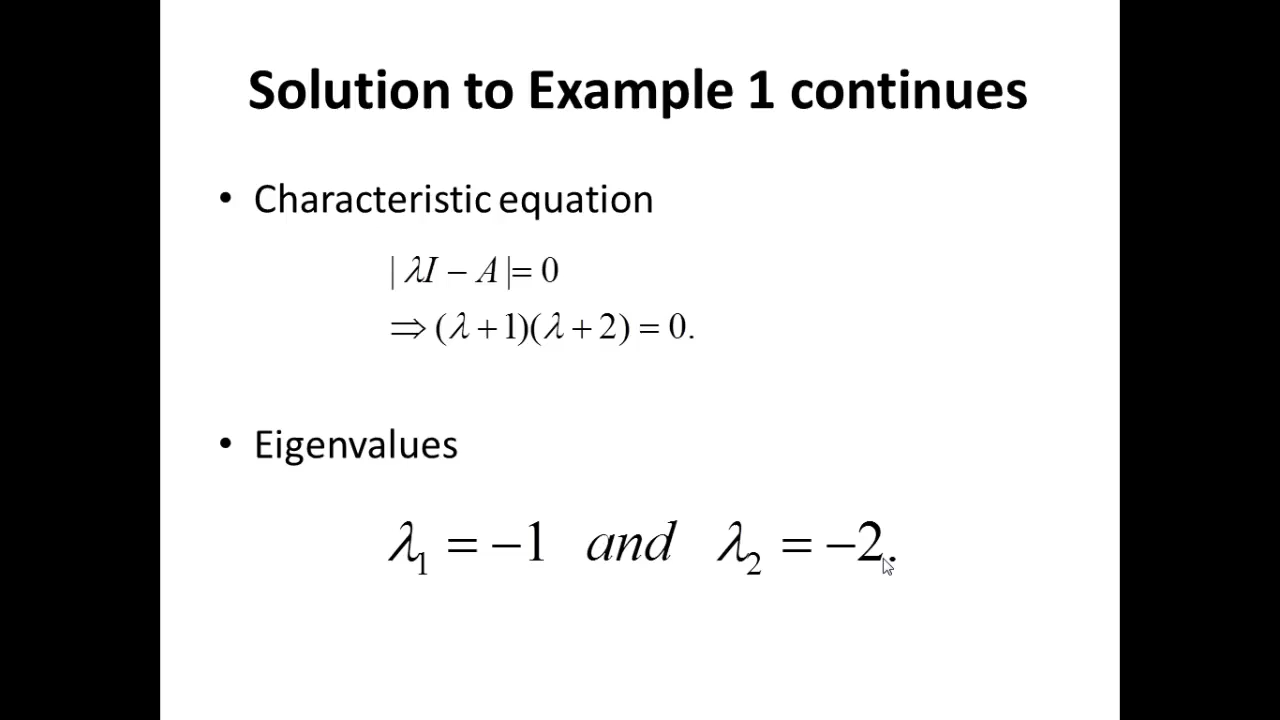 Solution to Example 1 continues
• Characteristic equation
| λI − A |= 0
⇒ (λ + 1)(λ + 2) = 0.
• Eigenvalues
λ₁ = −1 and λ₂ = −2.